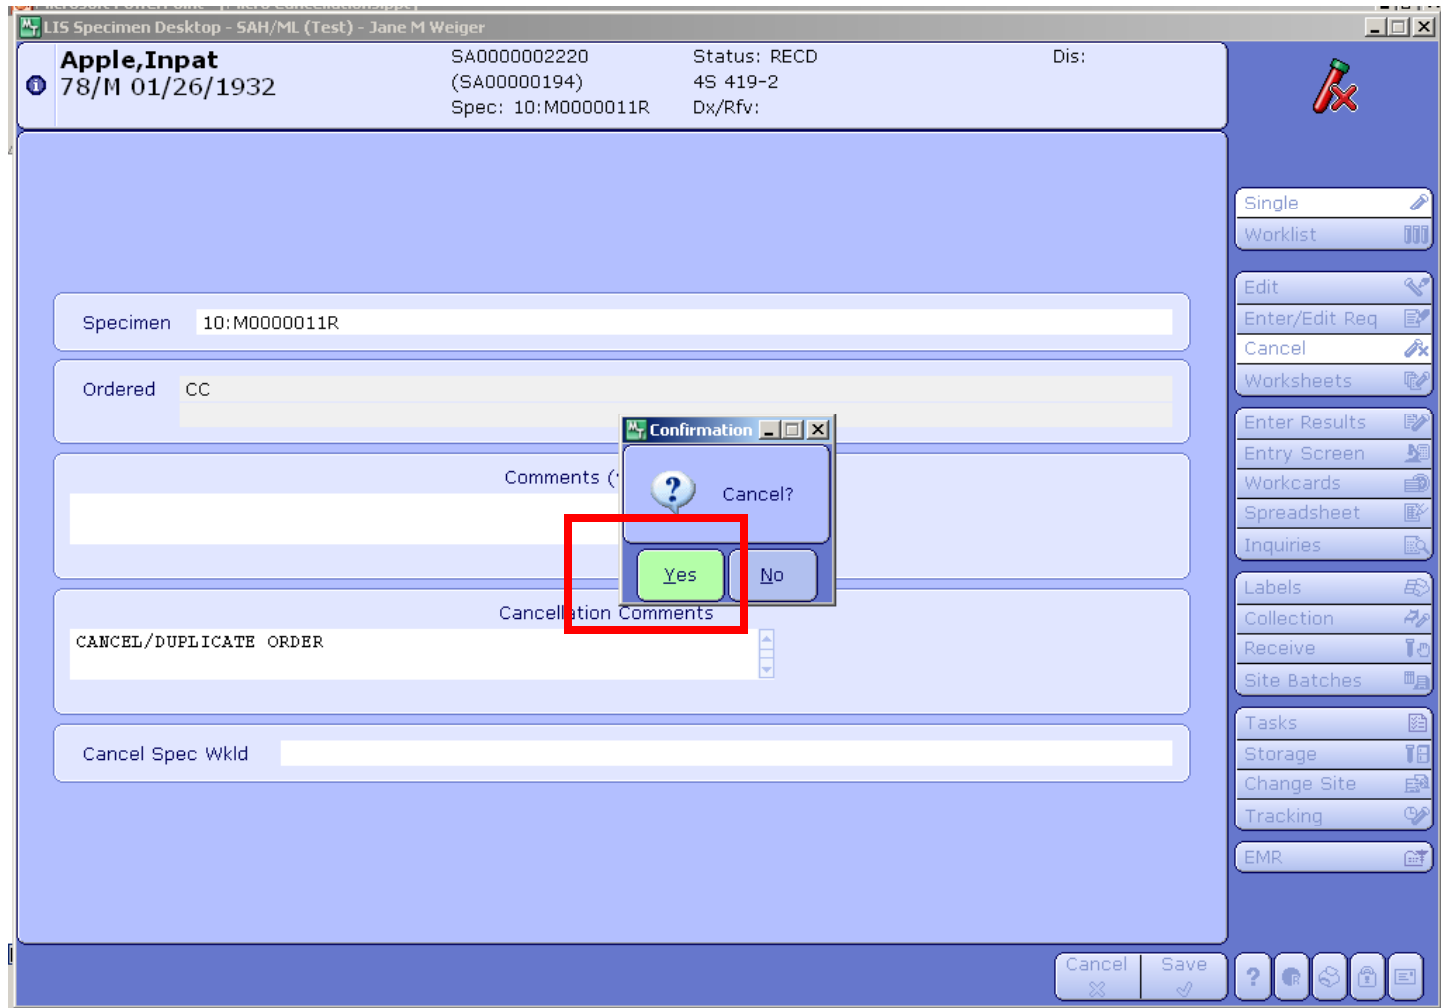 LIS Specimen Desktop - SAH/ML (Test) - Jane M Weiger
Apple,Inpat
78/M 01/26/1932
SA0000002220
(SA00000194)
Spec: 10:M0000011R
Status: RECD
4S 419-2
Dx/Rfv:
Dis:
Specimen 10:M0000011R
Ordered CC
Comments (
Cancellation Comments
CANCEL/DUPLICATE ORDER
Cancel Spec Wkld
Confirmation
Cancel?
Yes No
Single
Worklist
Edit
Enter/Edit Req
Cancel
Worksheets
Enter Results
Entry Screen
Workcards
Spreadsheet
Inquiries
Labels
Collection
Receive
Site Batches
Tasks
Storage
Change Site
Tracking
EMR
Cancel Save
?